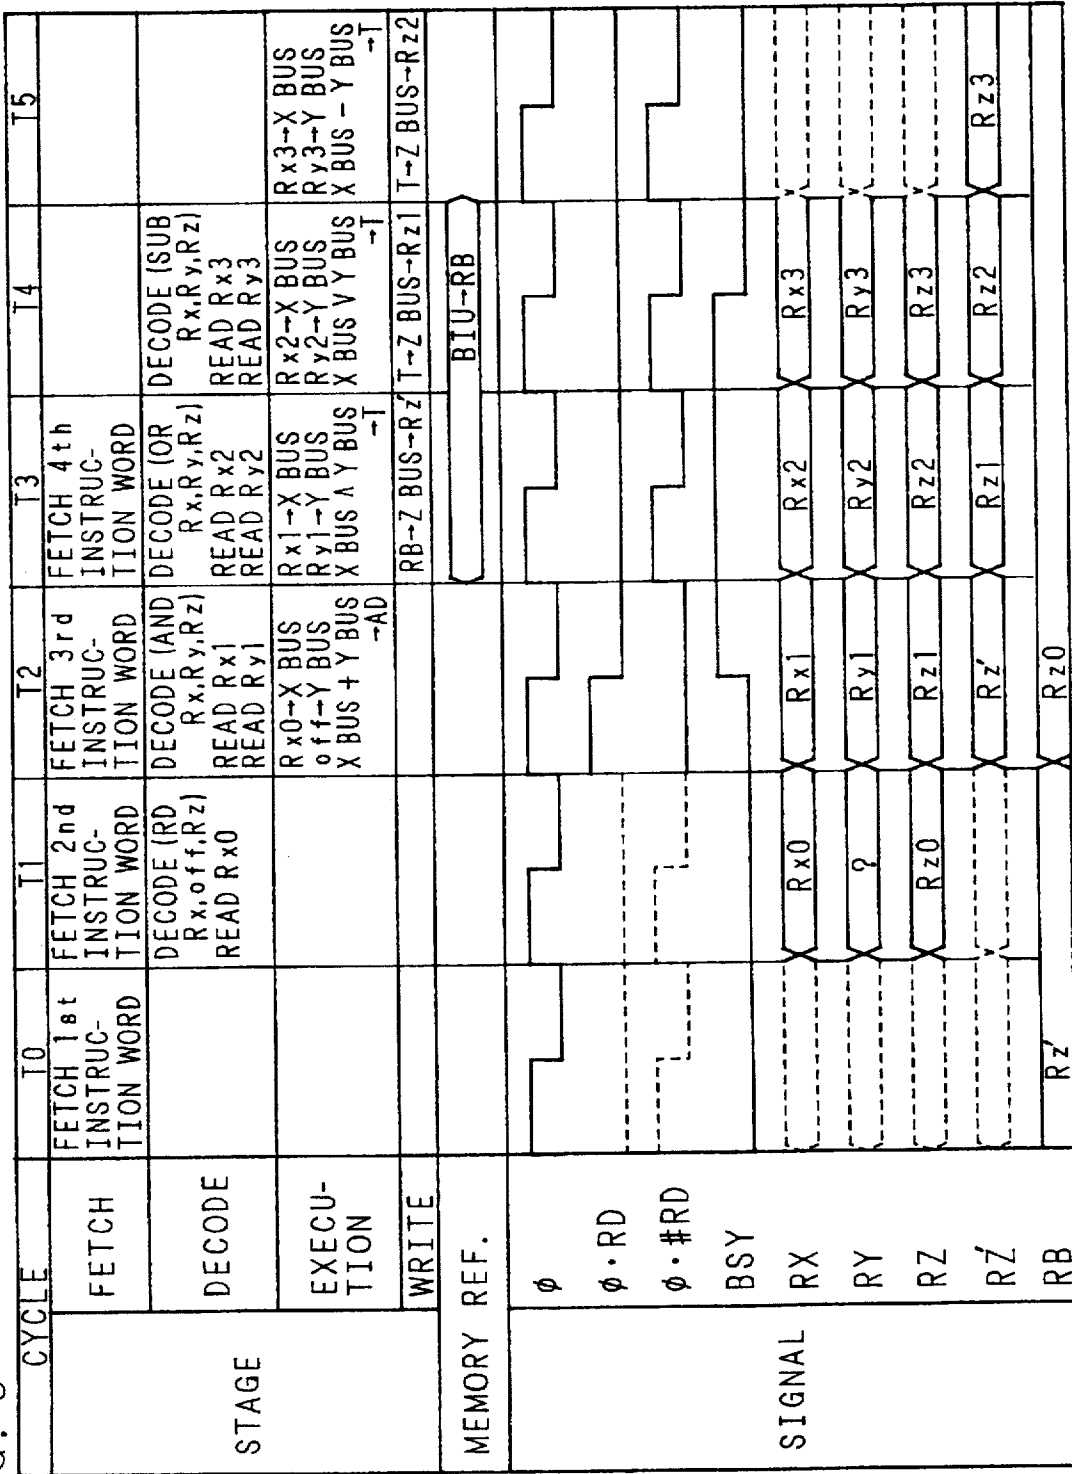 CYCLE T0 T1 T2 T3 T4 T5
STAGE
FETCH
FETCH 1st
INSTRUC-
TION WORD
FETCH 2nd
INSTRUC-
TION WORD
FETCH 3rd
INSTRUC-
TION WORD
FETCH 4th
INSTRUC-
TION WORD
DECODE
DECODE (RD
Rx,off,Rz)
READ Rx0
DECODE (AND
Rx,Ry,Rz)
READ Rx1
READ Ry1
DECODE (OR
Rx,Ry,Rz)
READ Rx2
READ Ry2
DECODE (SUB
Rx,Ry,Rz)
READ Rx3
READ Ry3
EXECU-
TION
Rx0→X BUS
off→Y BUS
X BUS + Y BUS
→AD
Rx1→X BUS
Ry1→Y BUS
X BUS ∧ Y BUS
→T
Rx2→X BUS
Ry2→Y BUS
X BUS ∨ Y BUS
→T
Rx3→X BUS
Ry3→Y BUS
X BUS − Y BUS
→T
WRITE
RB→Z BUS→Rz'
T→Z BUS→Rz1
T→Z BUS→Rz2
MEMORY REF.
BIU→RB
SIGNAL
φ
φ·RD
φ·#RD
BSY
RX Rx0 Rx1 Rx2 Rx3
RY ? Ry1 Ry2 Ry3
RZ Rz0 Rz1 Rz2 Rz3
RZ' Rz' Rz1 Rz2 Rz3
RB Rz' Rz0